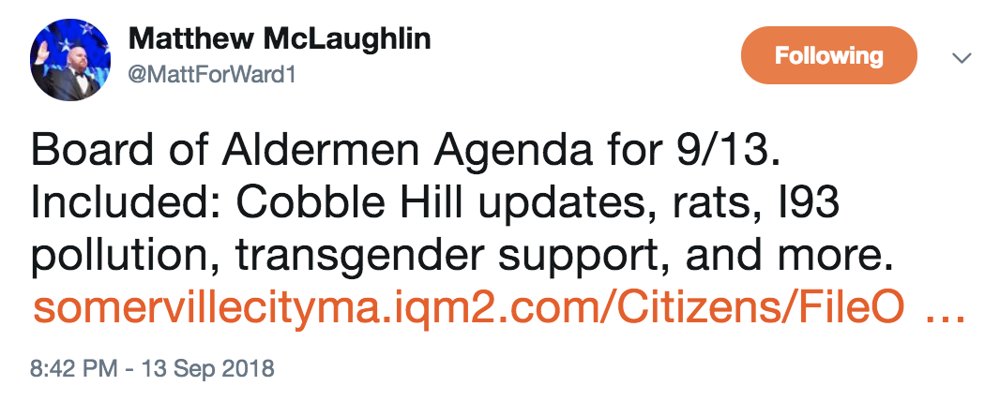 Matthew McLaughlin
@MattForWard1
Following
Board of Aldermen Agenda for 9/13.
Included: Cobble Hill updates, rats, I93
pollution, transgender support, and more.
somervillecityma.iqm2.com/Citizens/FileO …
8:42 PM - 13 Sep 2018